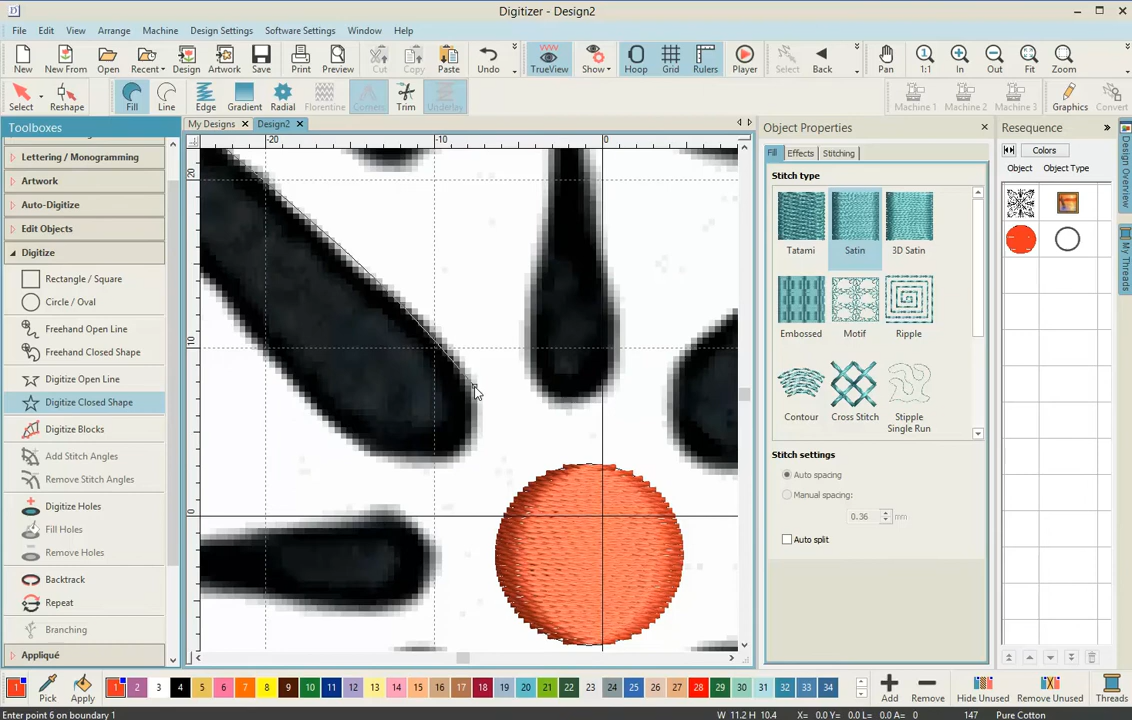 Digitizer - Design2
File Edit View Arrange Machine Design Settings Software Settings Window Help
New New From Open Recent Design Artwork Save Print Preview Cut Copy Paste Undo TrueView Show Hoop Grid Rulers Player Select Back Pan 1:1 In Out Fit Zoom
Select Reshape Fill Line Edge Gradient Radial Florentine Corners Trim Underlay Machine 1 Machine 2 Machine 3 Graphics Convert
Toolboxes
My Designs Design2
Lettering / Monogramming
Artwork
Auto-Digitize
Edit Objects
Digitize
Rectangle / Square
Circle / Oval
Freehand Open Line
Freehand Closed Shape
Digitize Open Line
Digitize Closed Shape
Digitize Blocks
Add Stitch Angles
Remove Stitch Angles
Digitize Holes
Fill Holes
Remove Holes
Backtrack
Repeat
Branching
Appliqué
-20 -10 0
20
10
0
Object Properties
Fill Effects Stitching
Stitch type
Tatami Satin 3D Satin
Embossed Motif Ripple
Contour Cross Stitch Stipple Single Run
Stitch settings
Auto spacing
Manual spacing:
0.36 mm
Auto split
Resequence
Colors
Object Object Type
Design Overview
My Threads
1 Pick Apply 1 2 3 4 5 6 7 8 9 10 11 12 13 14 15 16 17 18 19 20 21 22 23 24 25 26 27 28 29 30 31 32 33 34 Add Remove Hide Unused Remove Unused Threads
Enter point 6 on boundary 1 W 11.2 H 10.4 X= 0.0 Y= 0.0 L= 0.0 A= 0 147 Pure Cotton